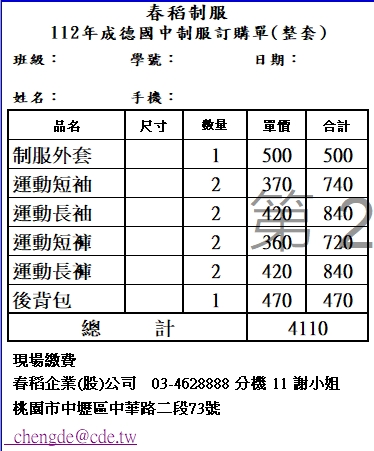 春稻制服
112年成德國中制服訂購單(整套)
班級： 學號： 日期：
姓名： 手機：
品名 尺寸 數量 單價 合計
制服外套 1 500 500
運動短袖 2 370 740
運動長袖 2 420 840
運動短褲 2 360 720
運動長褲 2 420 840
後背包 1 470 470
總 計 4110
第 2
現場繳費
春稻企業(股)公司 03-4628888 分機 11 謝小姐
桃園市中壢區中華路二段73號
chengde@cde.tw